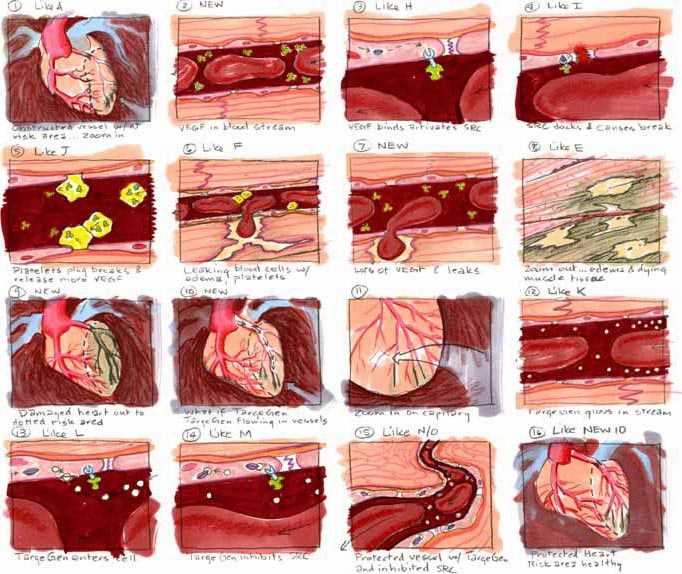 1 Like A
Obstructed vessel w/ at
risk area... Zoom in
2 NEW
VEGF in blood stream
3 Like H
VEGF binds activates SRC
4 Like I
SRC docks & causes break
5 Like J
Platelets plug breaks &
release more VEGF
6 Like F
Leaking blood cells w/
edema, platelets
7 NEW
Lots of VEGF & leaks
8 Like E
Zoom out... edema & dying
muscle tissue
9 NEW
Damaged heart out to
dotted risk area
10 NEW
What if TargeGen
TargeGen flowing in vessels
11
Zoom in on capillary
12 Like K
TargeGen glows in stream
13 Like L
TargeGen enters cell
14 Like M
TargeGen inhibits SRC
15 Like N/O
Protected vessel w/ TargeGen
and inhibited SRC
16 Like NEW 10
Protected Heart
Risk area healthy